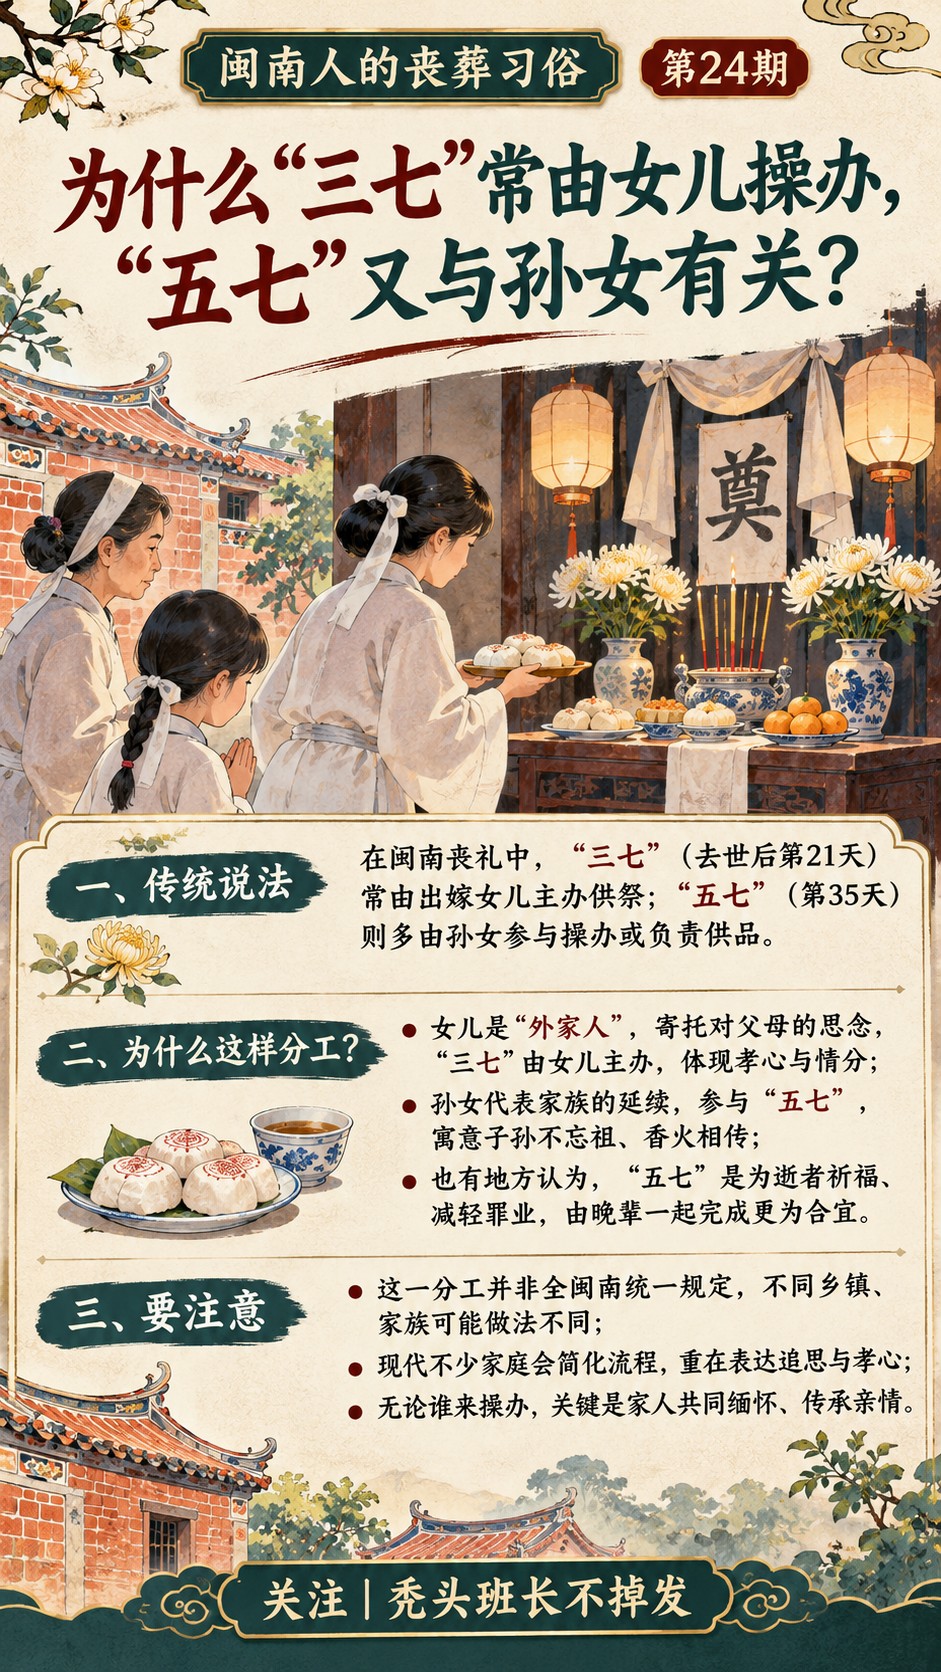 闽南人的丧葬习俗
第24期
为什么“三七”常由女儿操办，
“五七”又与孙女有关？
奠
一、传统说法
在闽南丧礼中，“三七”（去世后第21天）
常由出嫁女儿主办供祭；“五七”（第35天）
则多由孙女参与操办或负责供品。
二、为什么这样分工？
●女儿是“外家人”，寄托对父母的思念，
“三七”由女儿主办，体现孝心与情分；
●孙女代表家族的延续，参与“五七”，
寓意子孙不忘祖、香火相传；
●也有地方认为，“五七”是为逝者祈福、
减轻罪业，由晚辈一起完成更为合宜。
三、要注意
●这一分工并非全闽南统一规定，不同乡镇、
家族可能做法不同；
●现代不少家庭会简化流程，重在表达追思与孝心；
●无论谁来操办，关键是家人共同缅怀、传承亲情。
关注｜秃头班长不掉发